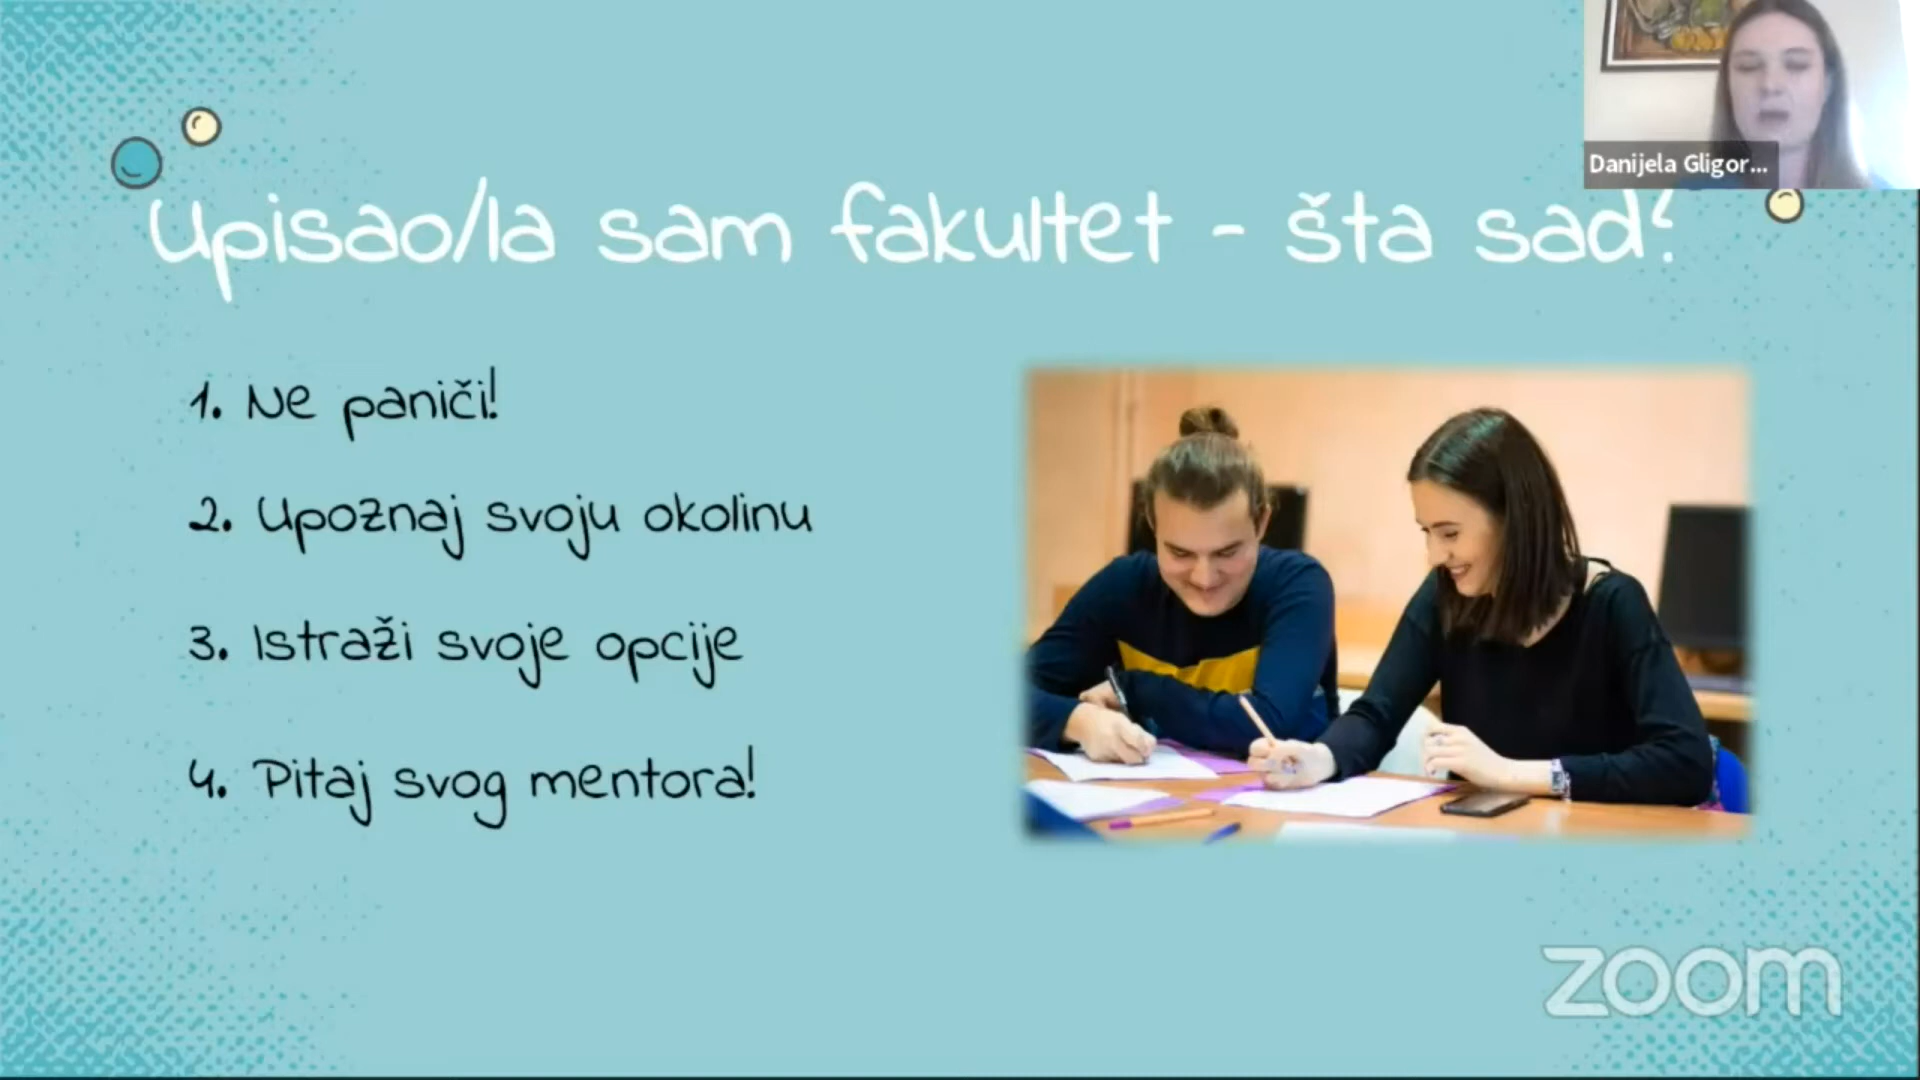 Danijela Gligor...
Upisao/la sam fakultet - šta sad?
1. Ne paniči!
2. Upoznaj svoju okolinu
3. Istraži svoje opcije
4. Pitaj svog mentora!
zoom